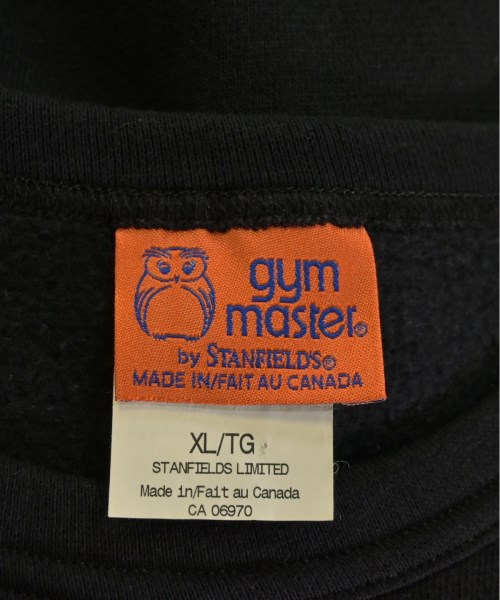 gym
master®
by STANFIELD'S®
MADE IN/FAIT AU CANADA
XL/TG
STANFIELDS LIMITED
Made in/Fait au Canada
CA 06970